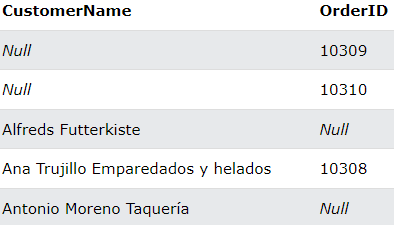 CustomerName OrderID
Null 10309
Null 10310
Alfreds Futterkiste Null
Ana Trujillo Emparedados y helados 10308
Antonio Moreno Taquería Null